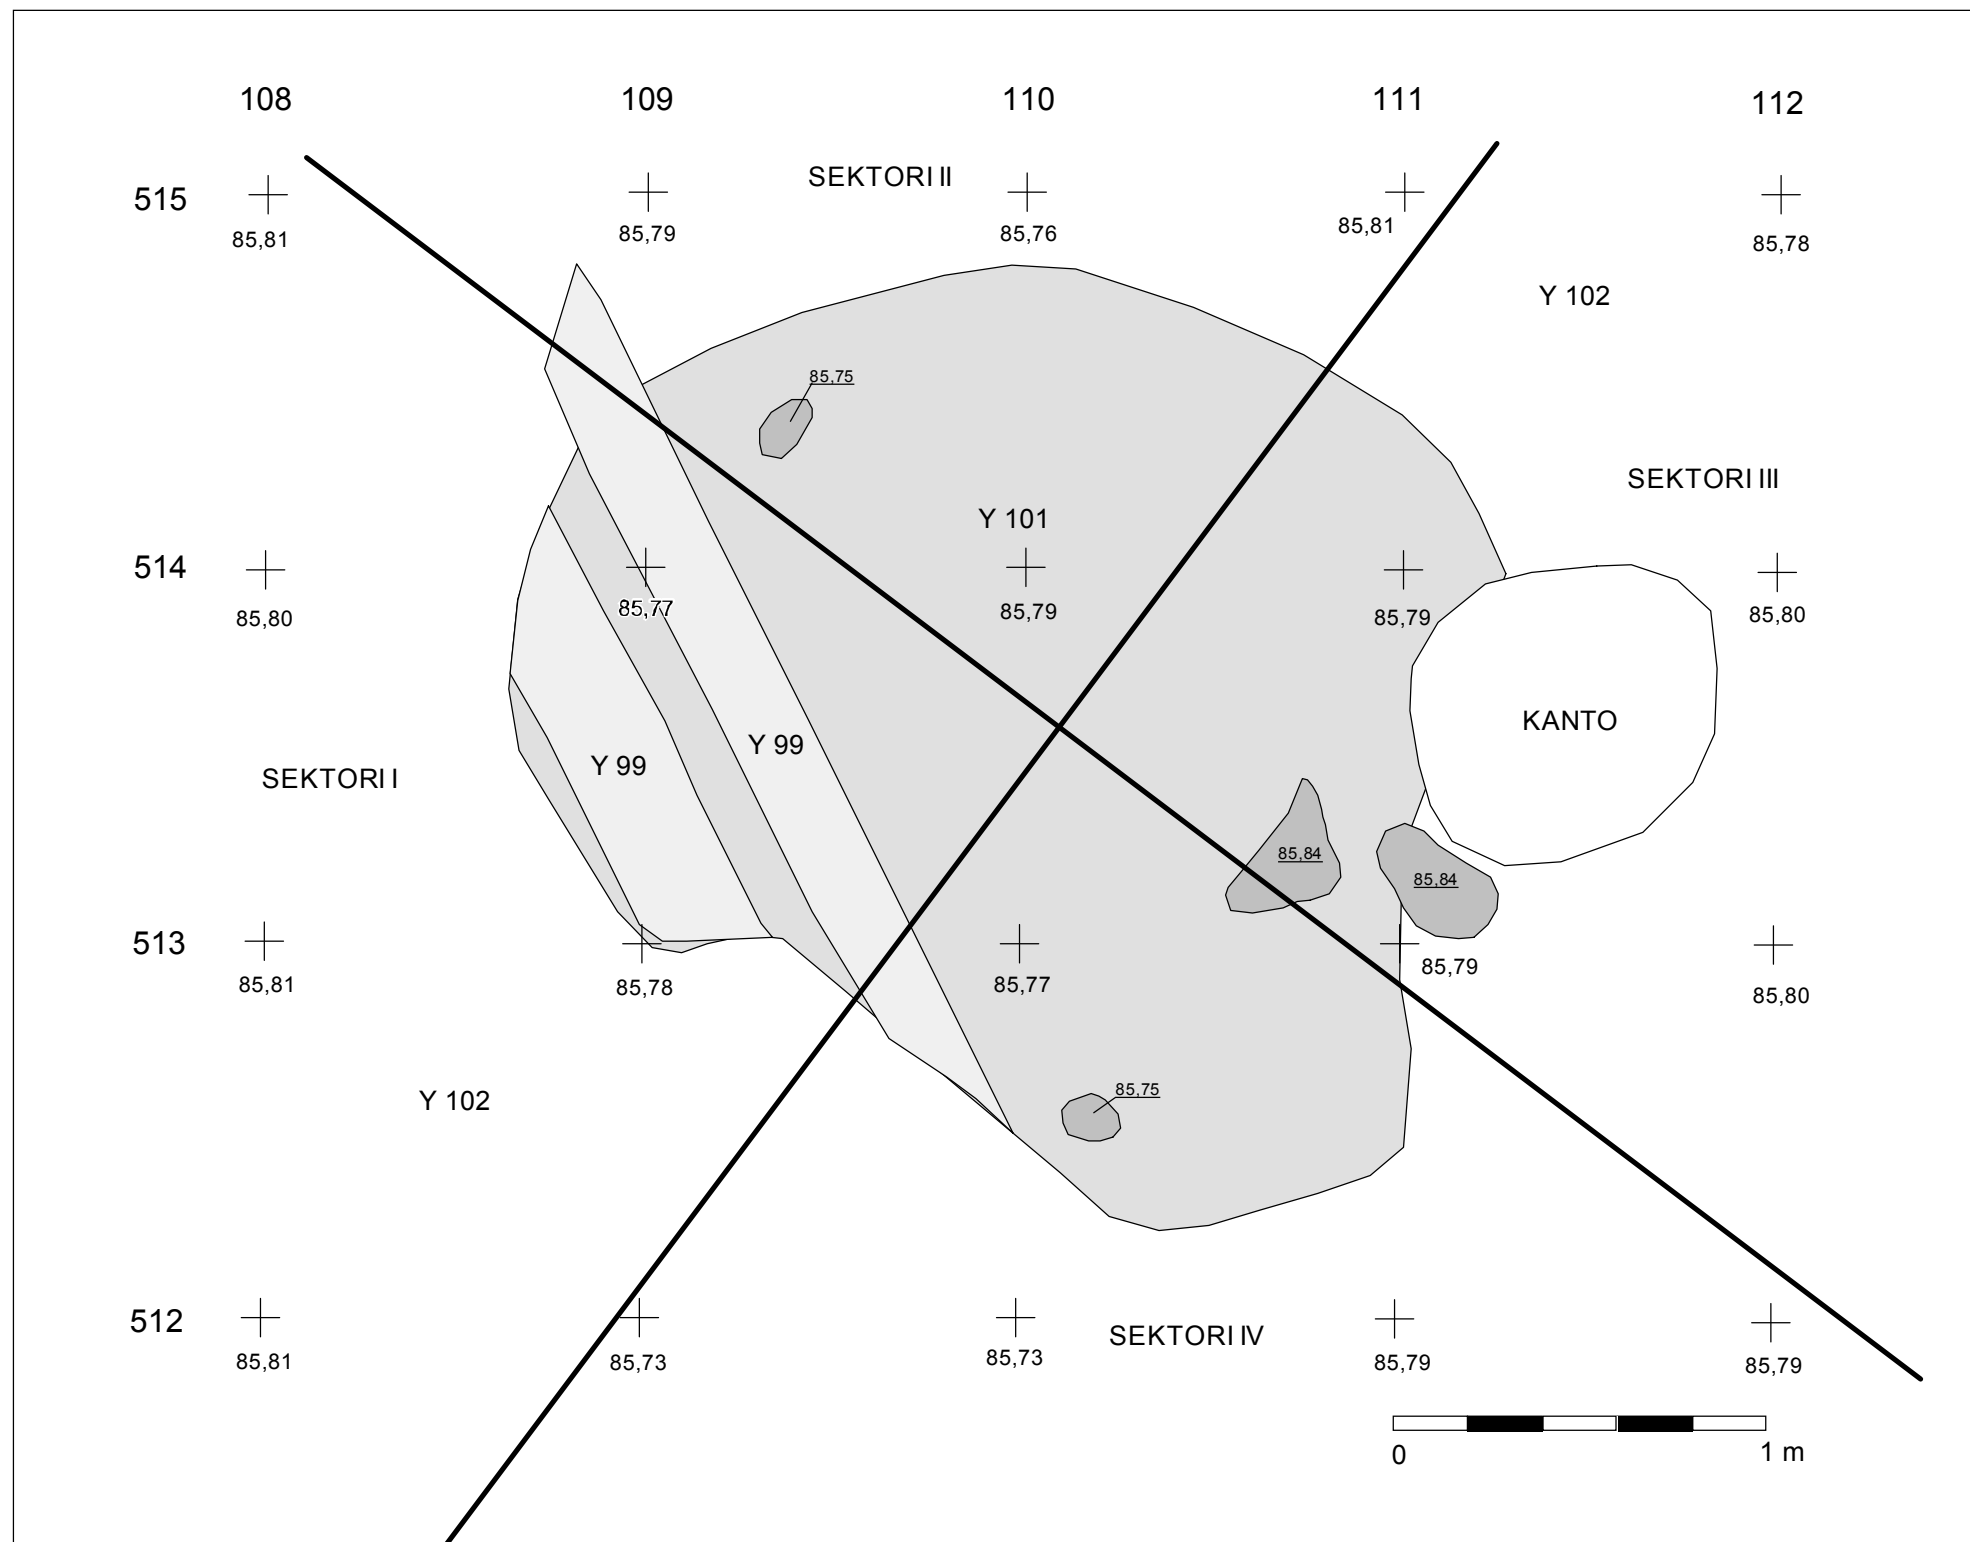 108 109 110 111 112
SEKTORI II
515
85,81 85,79 85,76 85,81 85,78
Y 102
85,75
SEKTORI III
Y 101
514
85,80 85,77 85,79 85,79 85,80
KANTO
Y 99
Y 99
SEKTORI I
85,84
85,84
513
85,81 85,78 85,77 85,79 85,80
Y 102
85,75
512
SEKTORI IV
85,81 85,73 85,73 85,79 85,79
0 1 m